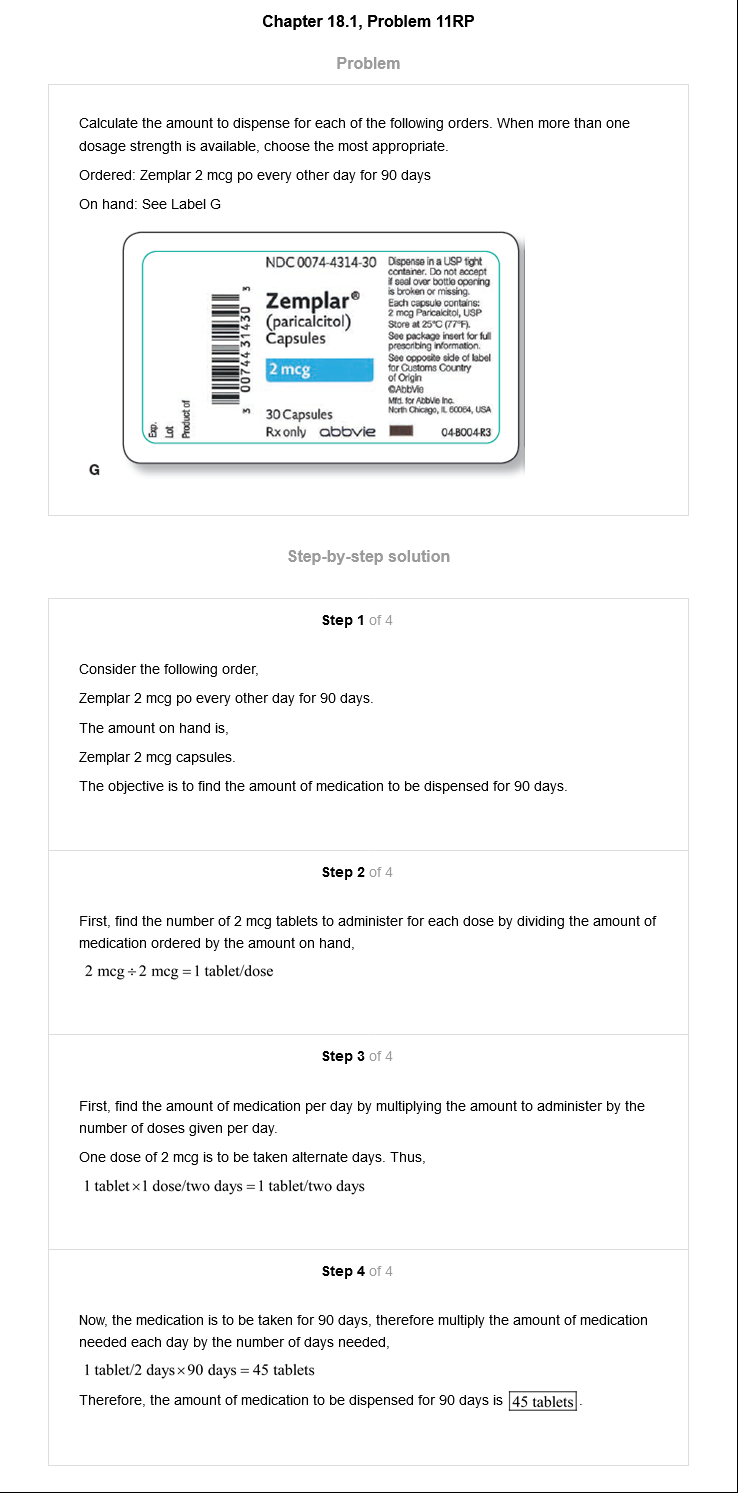 Chapter 18.1, Problem 11RP
Problem
Calculate the amount to dispense for each of the following orders. When more than one
dosage strength is available, choose the most appropriate.
Ordered: Zemplar 2 mcg po every other day for 90 days
On hand: See Label G
3 00744 31430 3
Exp.
Lot
Product of
NDC 0074-4314-30
Zemplar®
(paricalcitol)
Capsules
2 mcg
30 Capsules
Rx only abbvie
Dispense in a USP tight
container. Do not accept
if seal over bottle opening
is broken or missing.
Each capsule contains:
2 mcg Paricalcitol, USP
Store at 25°C (77°F).
See package insert for full
prescribing information.
See opposite side of label
for Customs Country
of Origin
©AbbVie
Mfd. for AbbVie Inc.
North Chicago, IL 60064, USA
04-B004-R3
G
Step-by-step solution
Step 1 of 4
Consider the following order,
Zemplar 2 mcg po every other day for 90 days.
The amount on hand is,
Zemplar 2 mcg capsules.
The objective is to find the amount of medication to be dispensed for 90 days.
Step 2 of 4
First, find the number of 2 mcg tablets to administer for each dose by dividing the amount of
medication ordered by the amount on hand,
2 mcg ÷ 2 mcg = 1 tablet/dose
Step 3 of 4
First, find the amount of medication per day by multiplying the amount to administer by the
number of doses given per day.
One dose of 2 mcg is to be taken alternate days. Thus,
1 tablet × 1 dose/two days = 1 tablet/two days
Step 4 of 4
Now, the medication is to be taken for 90 days, therefore multiply the amount of medication
needed each day by the number of days needed,
1 tablet/2 days × 90 days = 45 tablets
Therefore, the amount of medication to be dispensed for 90 days is 45 tablets.